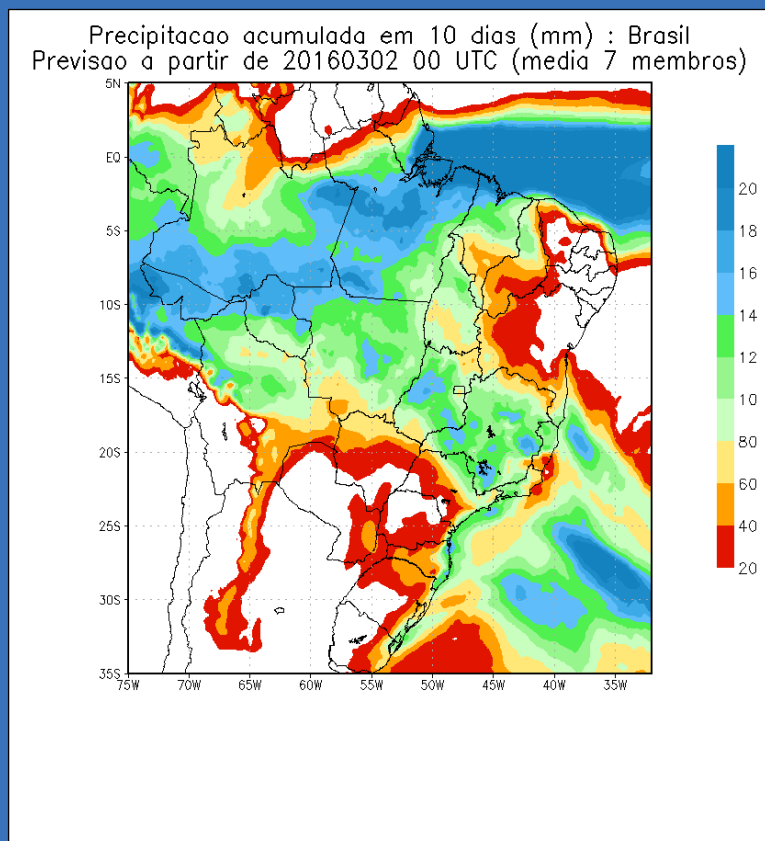 Precipitacao acumulada em 10 dias (mm) : Brasil
Previsao a partir de 20160302 00 UTC (media 7 membros)
5N
EQ
5S
10S
15S
20S
25S
30S
35S
75W 70W 65W 60W 55W 50W 45W 40W 35W
20
18
16
14
12
10
80
60
40
20